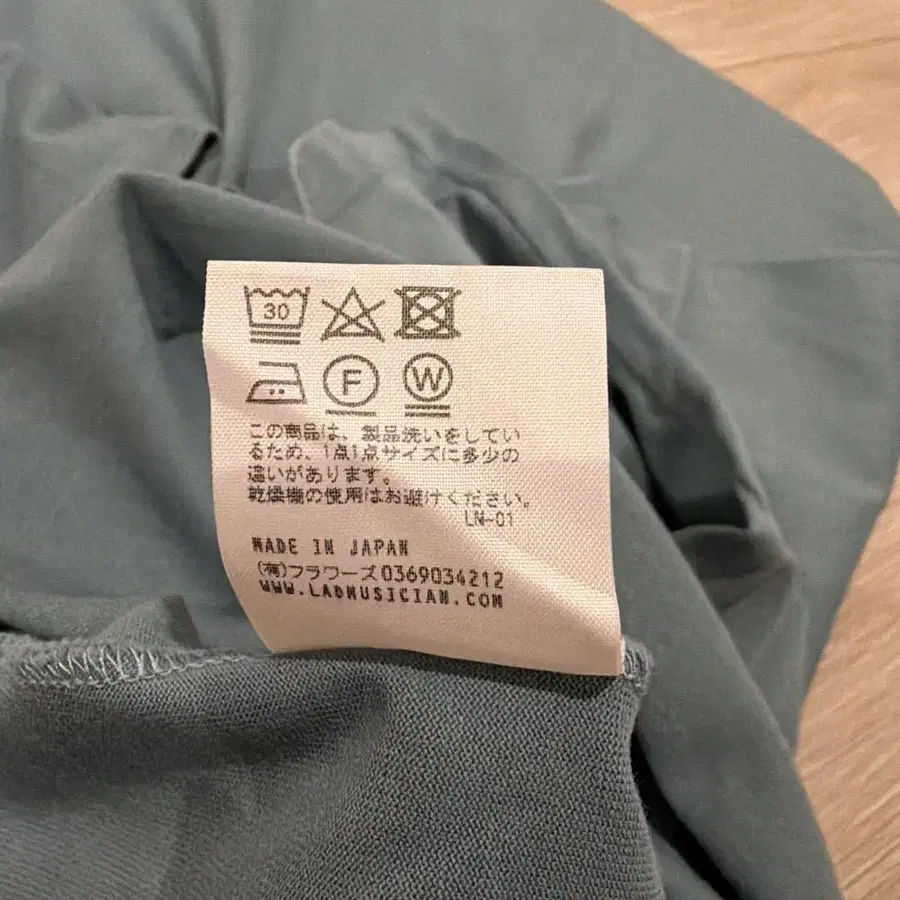 30
F W
この商品は、製品洗いをしてい
るため、1点1点サイズに多少の
違いがあります。
乾燥機の使用はお避けください。
LM-01
MADE IN JAPAN
(有)フラワーズ0369034212
WWW.LADMUSICIAN.COM